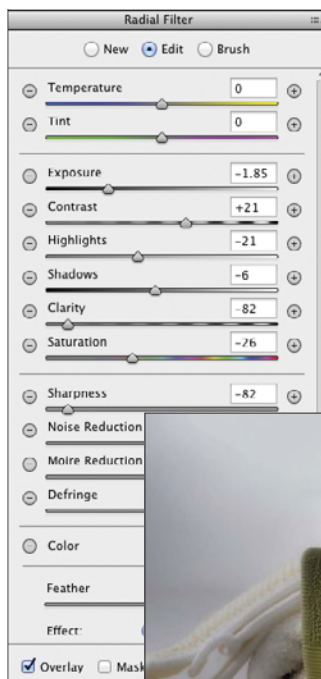 Radial Filter
New Edit Brush
Temperature 0
Tint 0
Exposure -1.85
Contrast +21
Highlights -21
Shadows -6
Clarity -82
Saturation -26
Sharpness -82
Noise Reduction
Moire Reduction
Defringe
Color
Feather
Effect:
Overlay Mask